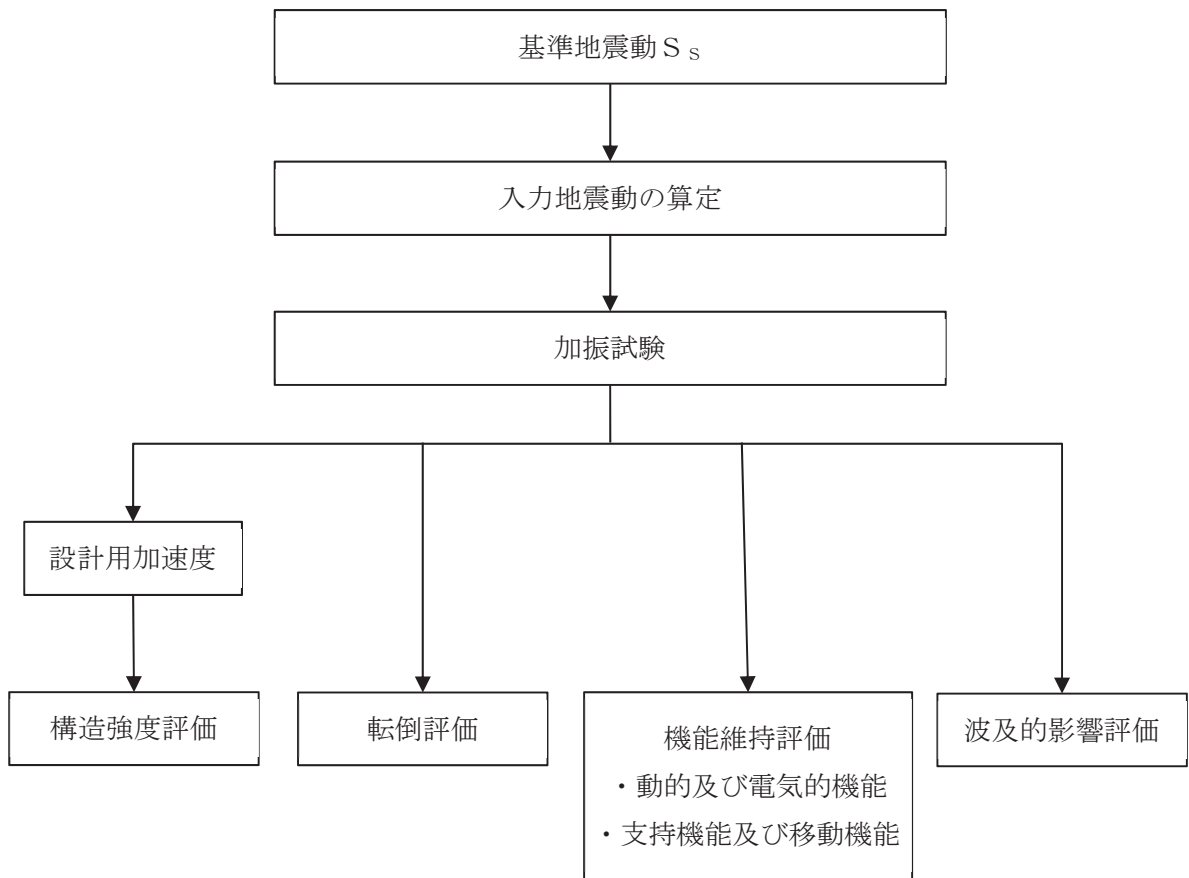 基準地震動Ｓｓ
入力地震動の算定
加振試験
設計用加速度
構造強度評価
転倒評価
機能維持評価
・動的及び電気的機能
・支持機能及び移動機能
波及的影響評価